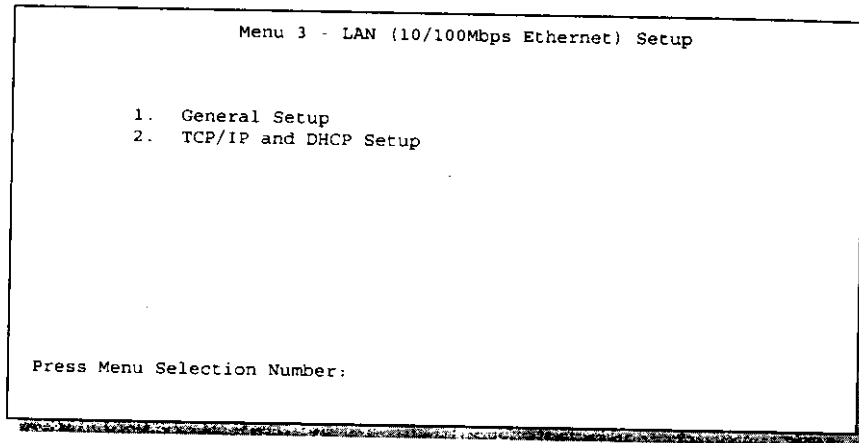 Menu 3 - LAN (10/100Mbps Ethernet) Setup
1. General Setup
2. TCP/IP and DHCP Setup
Press Menu Selection Number: